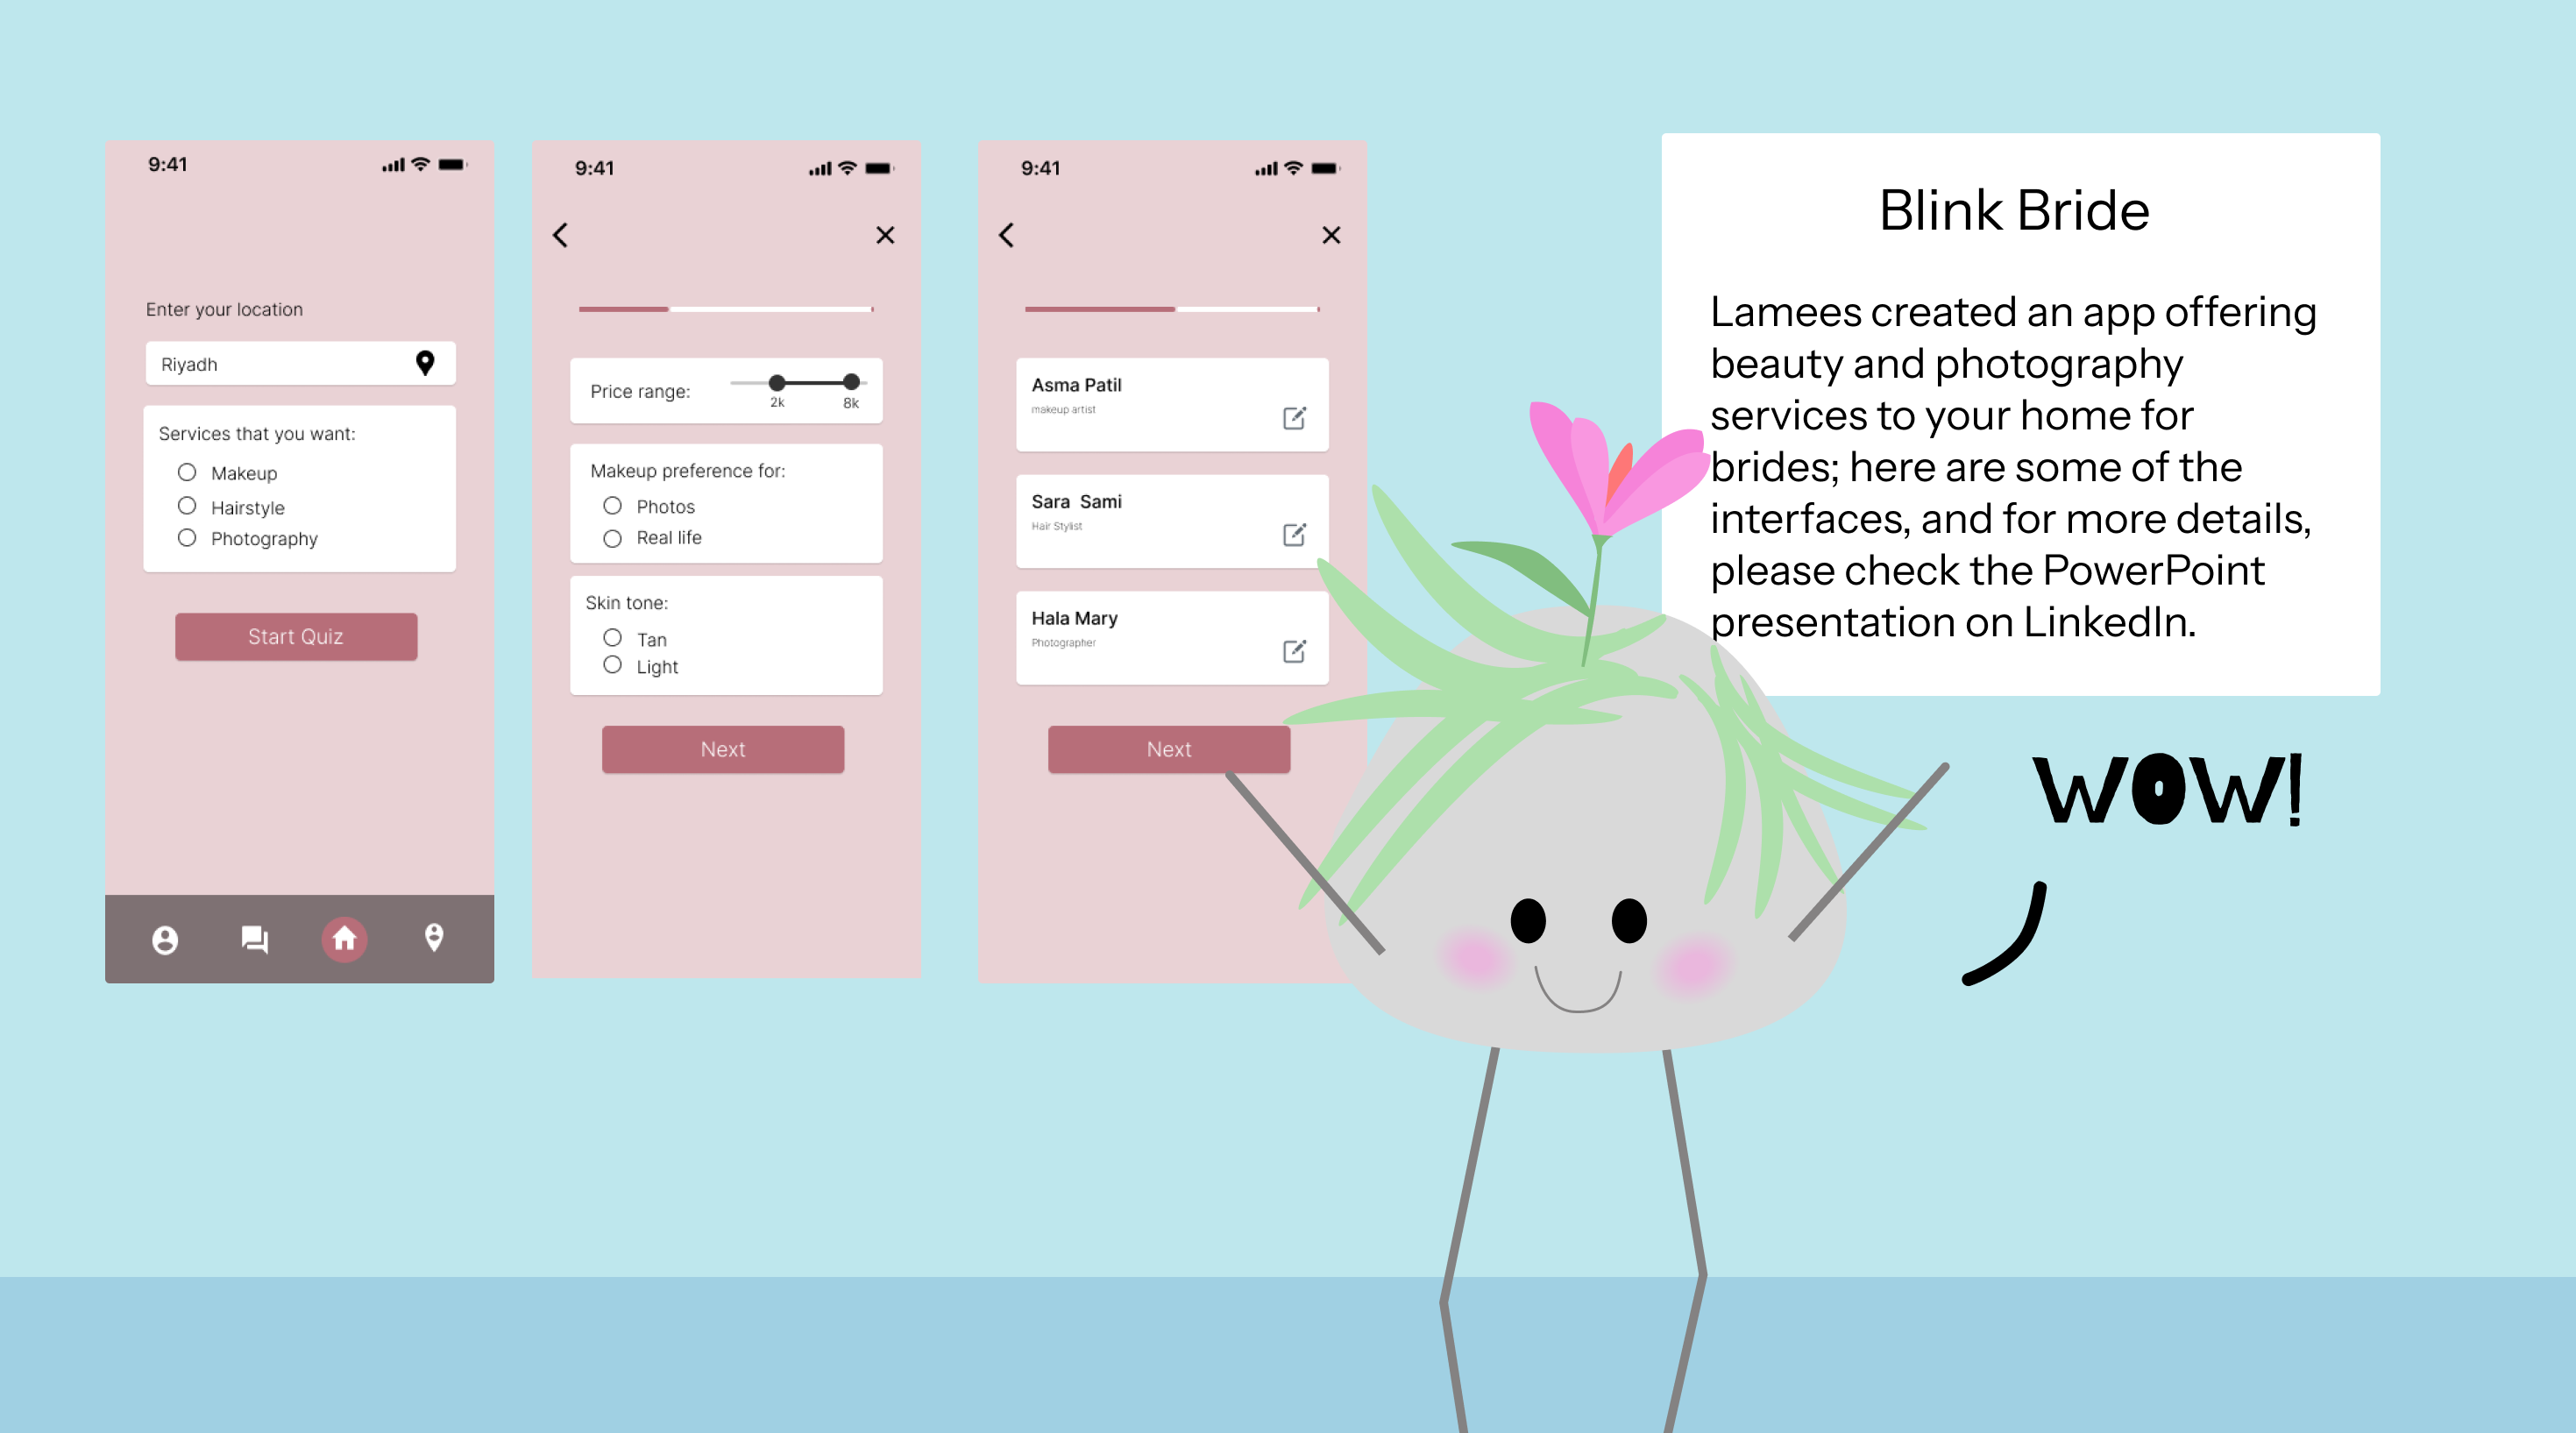 9:41
Enter your location
Riyadh
Services that you want:
Makeup
Hairstyle
Photography
Start Quiz
9:41
Price range:
2k
8k
Makeup preference for:
Photos
Real life
Skin tone:
Tan
Light
Next
9:41
Asma Patil
makeup artist
Sara  Sami
Hair Stylist
Hala Mary
Photographer
Next
Blink Bride
Lamees created an app offering
beauty and photography
services to your home for
brides; here are some of the
interfaces, and for more details,
please check the PowerPoint
presentation on LinkedIn.
WOW!